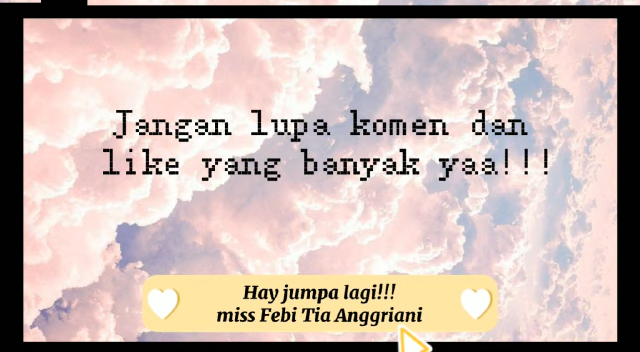 Jangan lupa komen dan
like yang banyak yaa!!!
Hay jumpa lagi!!!
miss Febi Tia Anggriani